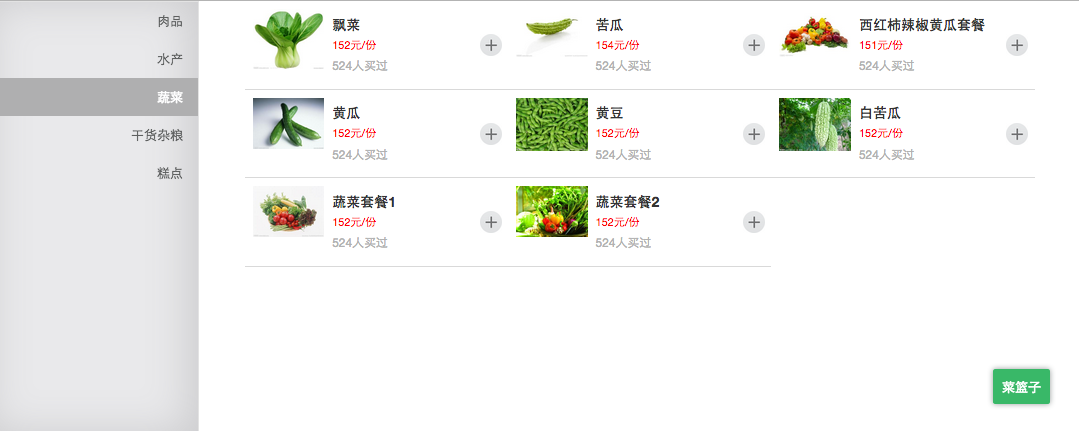 肉品
水产
蔬菜
干货杂粮
糕点
飘菜
152元/份
524人买过
苦瓜
154元/份
524人买过
西红柿辣椒黄瓜套餐
151元/份
524人买过
黄瓜
152元/份
524人买过
黄豆
152元/份
524人买过
白苦瓜
152元/份
524人买过
蔬菜套餐1
152元/份
524人买过
蔬菜套餐2
152元/份
524人买过
菜篮子